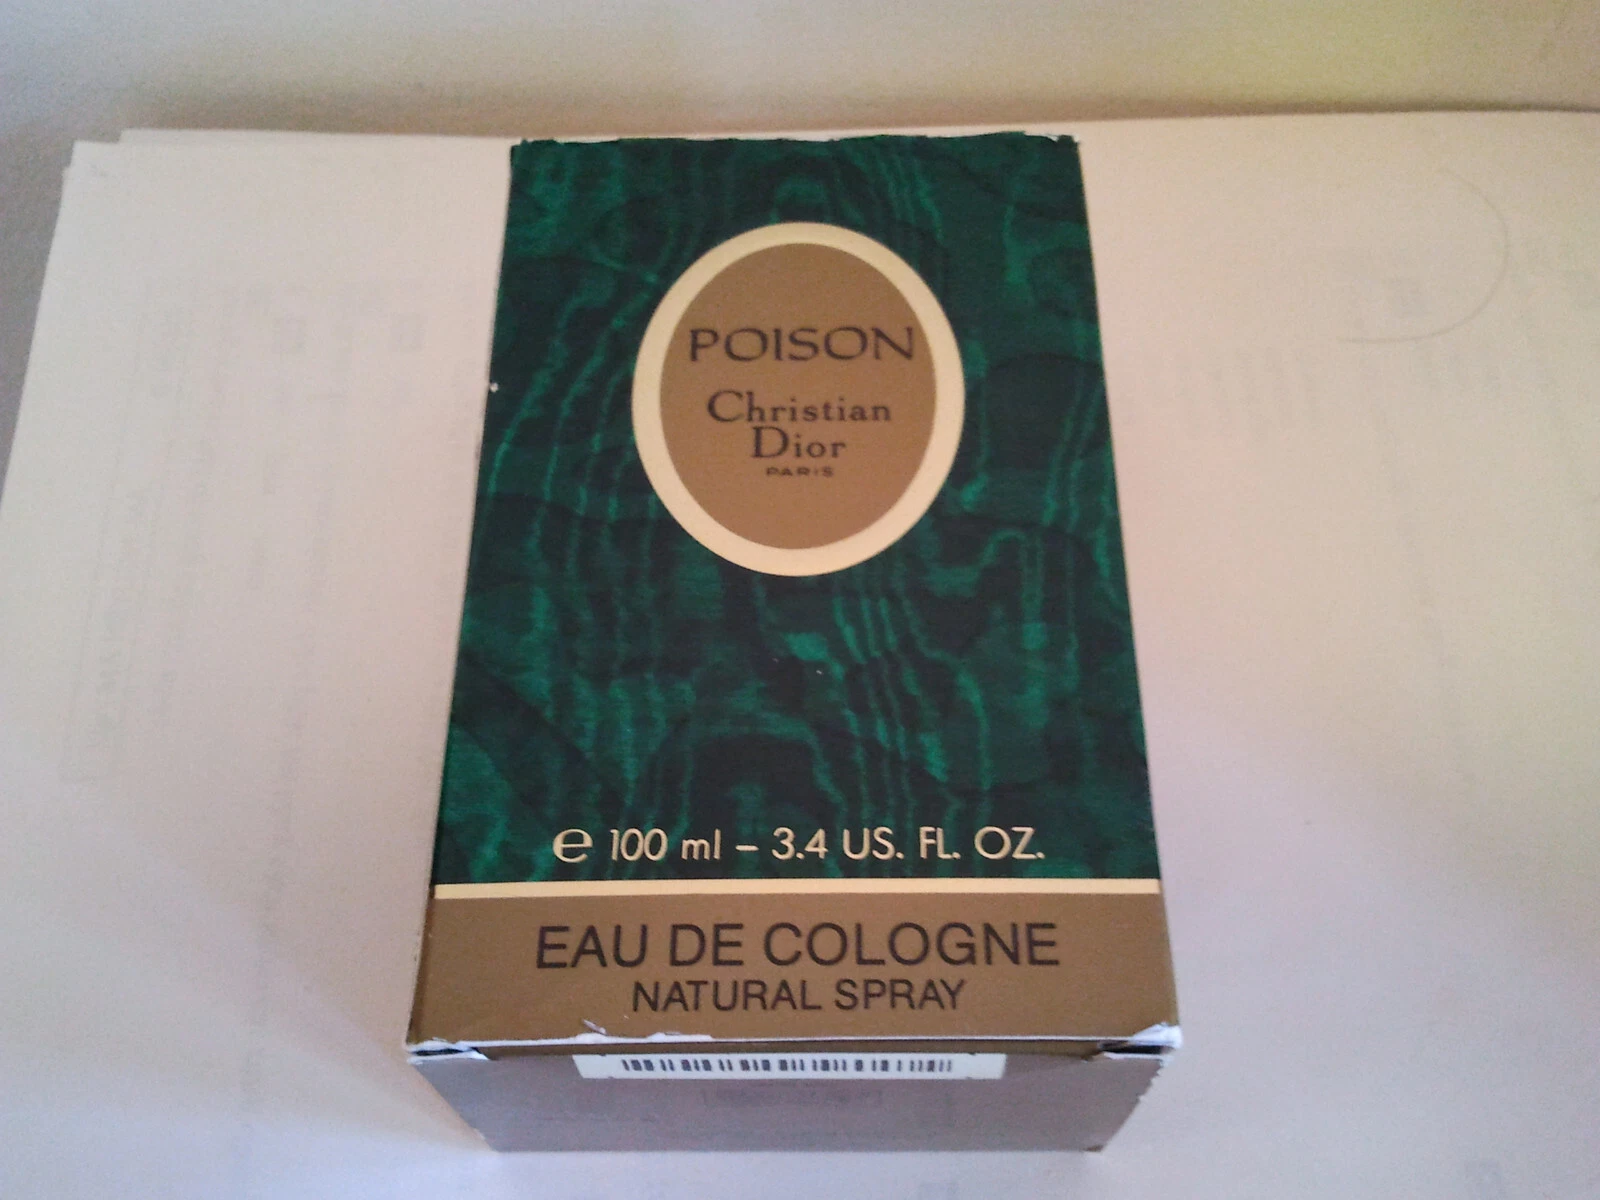 POISON
Christian
Dior
PARIS
℮ 100 ml – 3.4 US. FL. OZ.
EAU DE COLOGNE
NATURAL SPRAY